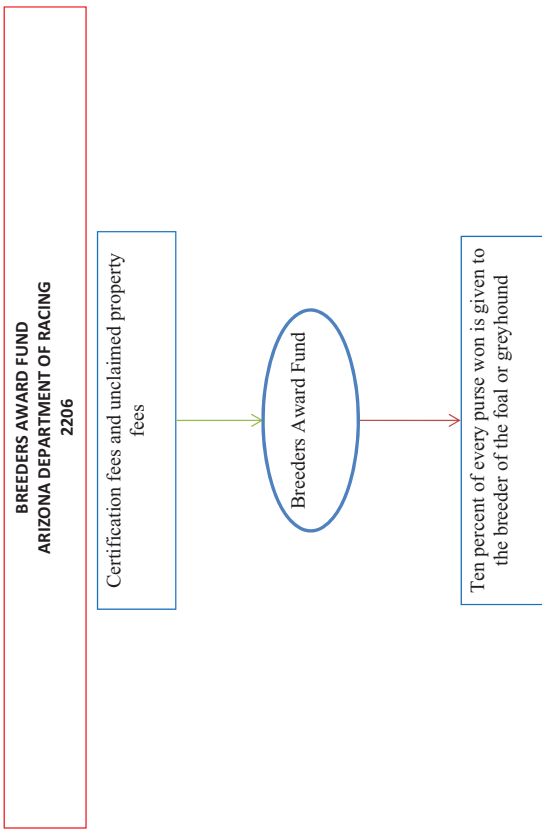 BREEDERS AWARD FUND
ARIZONA DEPARTMENT OF RACING
2206
Certification fees and unclaimed property
fees
Breeders Award Fund
Ten percent of every purse won is given to
the breeder of the foal or greyhound